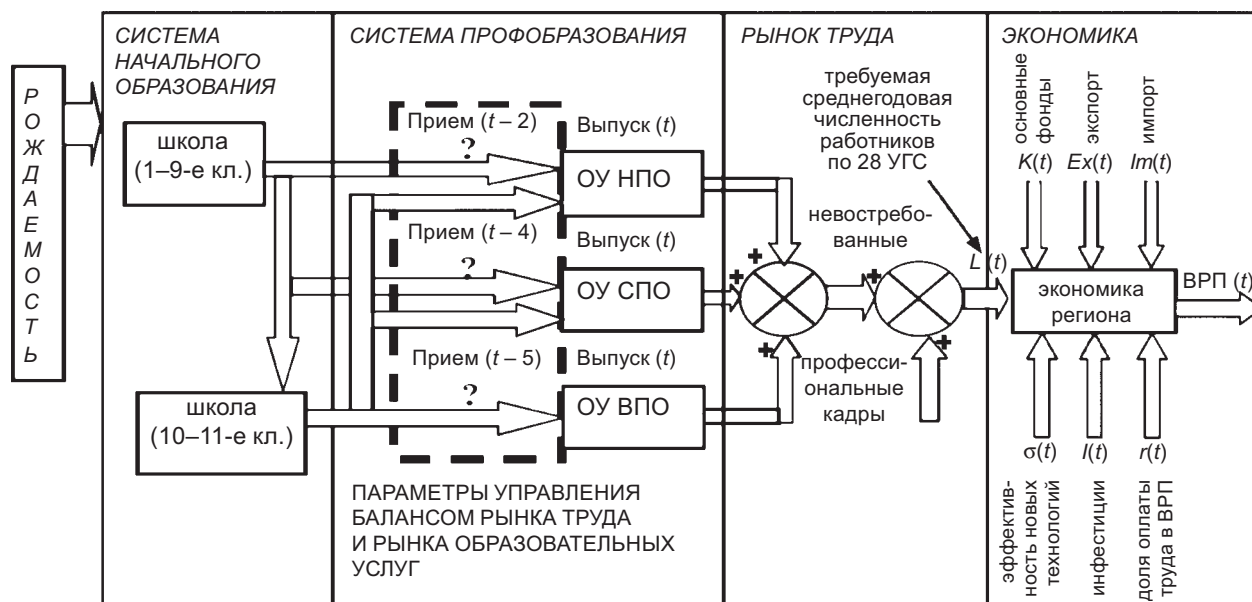 РОЖДАЕМОСТЬ
СИСТЕМА
НАЧАЛЬНОГО
ОБРАЗОВАНИЯ
школа
(1–9-е кл.)
школа
(10–11-е кл.)
СИСТЕМА ПРОФОБРАЗОВАНИЯ
Прием (t – 2)
?
Выпуск (t)
ОУ НПО
Прием (t – 4)
?
Выпуск (t)
ОУ СПО
Прием (t – 5)
?
Выпуск (t)
ОУ ВПО
ПАРАМЕТРЫ УПРАВЛЕНИЯ
БАЛАНСОМ РЫНКА ТРУДА
И РЫНКА ОБРАЗОВАТЕЛЬНЫХ
УСЛУГ
РЫНОК ТРУДА
требуемая
среднегодовая
численность
работников
по 28 УГС
невостребо-
ванные
+
+
+
+
+
L (t)
професси-
ональные
кадры
ЭКОНОМИКА
основные
фонды
экспорт
импорт
K(t)
Ex(t)
Im(t)
экономика
региона
ВРП (t)
σ(t)
I(t)
r(t)
эффектив-
ность новых
технологий
инфестиции
доля оплаты
труда в ВРП